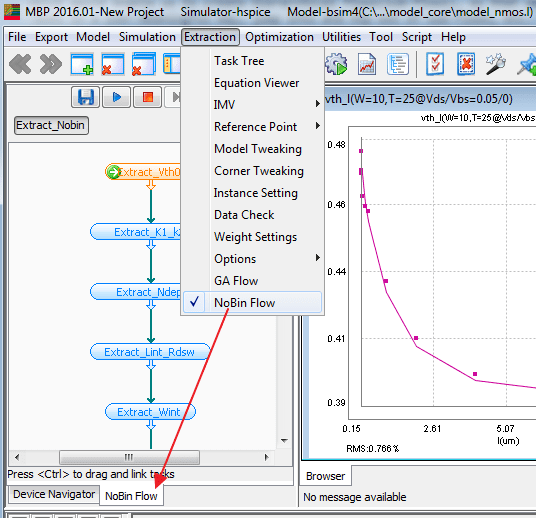 MBP 2016.01-New Project Simulator-hspice Model-bsim4(C:\...\model_core\model_nmos.l)
File Export Model Simulation Extraction Optimization Utilities Tool Script Help
Task Tree
Equation Viewer
IMV
Reference Point
Model Tweaking
Corner Tweaking
Instance Setting
Data Check
Weight Settings
Options
GA Flow
NoBin Flow
Extract_Nobin
Extract_Vth0
Extract_K1_k
Extract_Ndep
Extract_Lint_Rdsw
Extract_Wint
Press <Ctrl> to drag and link tasks
Device Navigator NoBin Flow
vth_l(W=10,T=25@Vds/Vbs=0.05/0)
vth_l(W=10,T=25@Vds/Vbs
0.48
0.46
0.44
0.41
0.39
0.15 2.61 5.07
l(um)
RMS:0.766 %
Browser
No message available